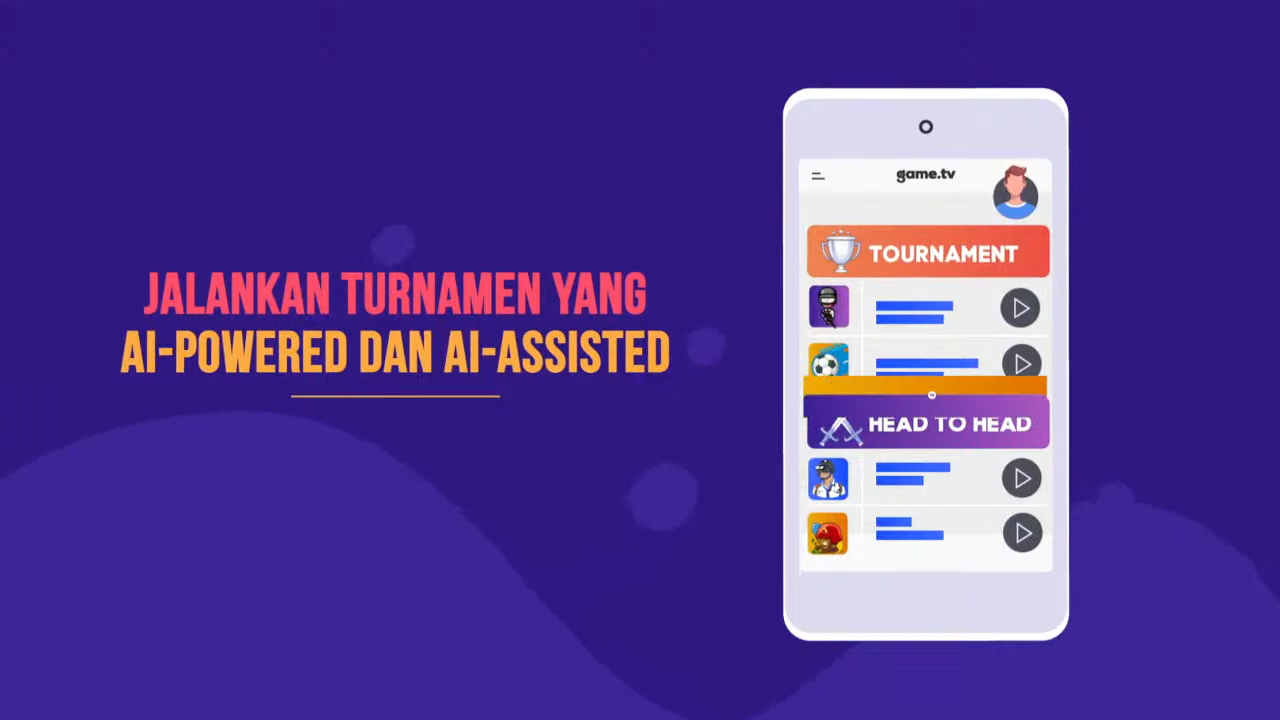 JALANKAN TURNAMEN YANG
AI-POWERED DAN AI-ASSISTED
game.tv
TOURNAMENT
HEAD TO HEAD